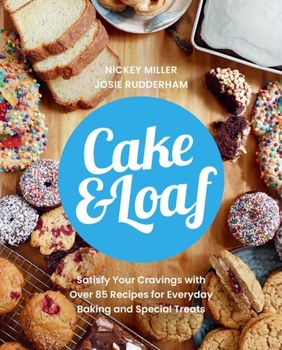 NICKEY MILLER
JOSIE RUDDERHAM
Cake
& Loaf
Satisfy Your Cravings with
Over 85 Recipes for Everyday
Baking and Special Treats